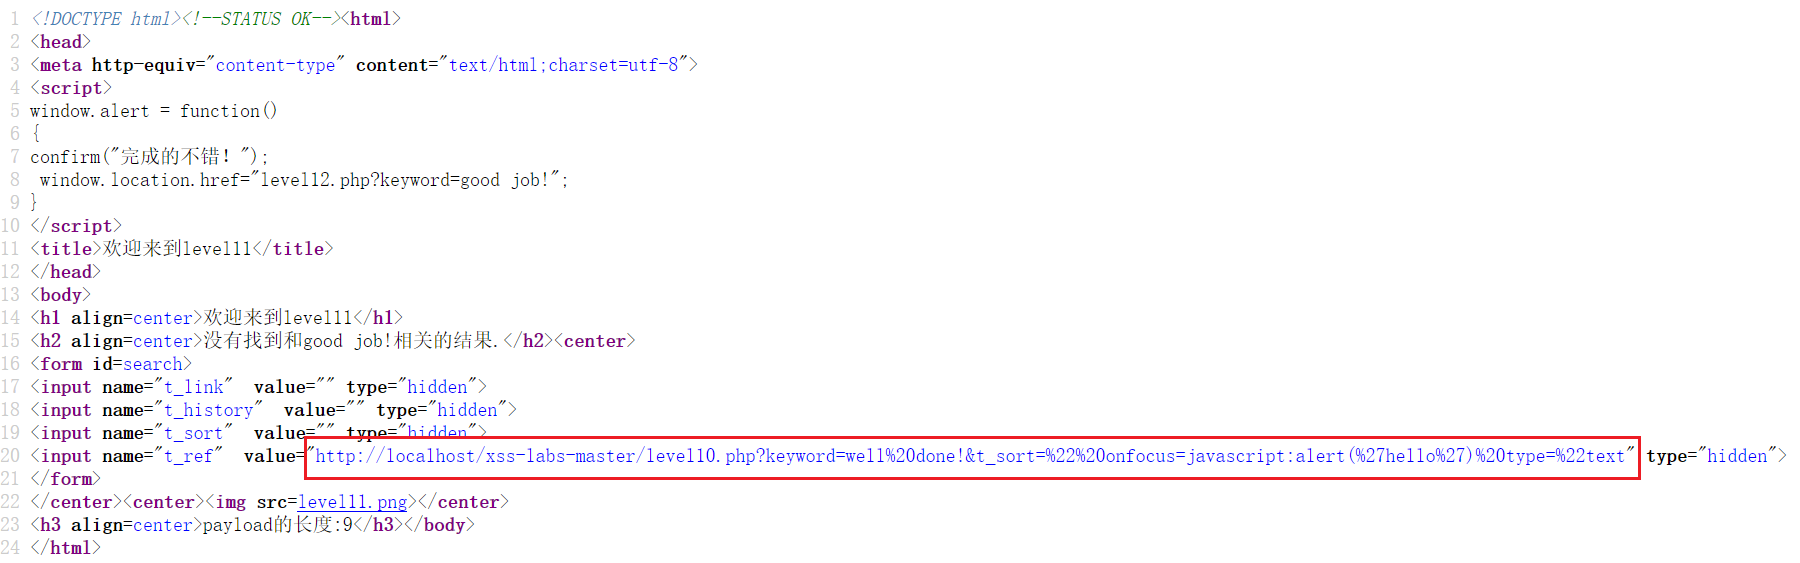 1 <!DOCTYPE html><!--STATUS OK--><html>
2 <head>
3 <meta http-equiv="content-type" content="text/html;charset=utf-8">
4 <script>
5 window.alert = function()
6 {
7 confirm("完成的不错！");
8  window.location.href="level12.php?keyword=good job!";
9 }
10 </script>
11 <title>欢迎来到level11</title>
12 </head>
13 <body>
14 <h1 align=center>欢迎来到level11</h1>
15 <h2 align=center>没有找到和good job!相关的结果.</h2><center>
16 <form id=search>
17 <input name="t_link"  value="" type="hidden">
18 <input name="t_history"  value="" type="hidden">
19 <input name="t_sort"  value="" type="hidden">
20 <input name="t_ref"  value="http://localhost/xss-labs-master/level10.php?keyword=well%20done!&t_sort=%22%20onfocus=javascript:alert(%27hello%27)%20type=%22text" type="hidden">
21 </form>
22 </center><center><img src=level11.png></center>
23 <h3 align=center>payload的长度:9</h3></body>
24 </html>